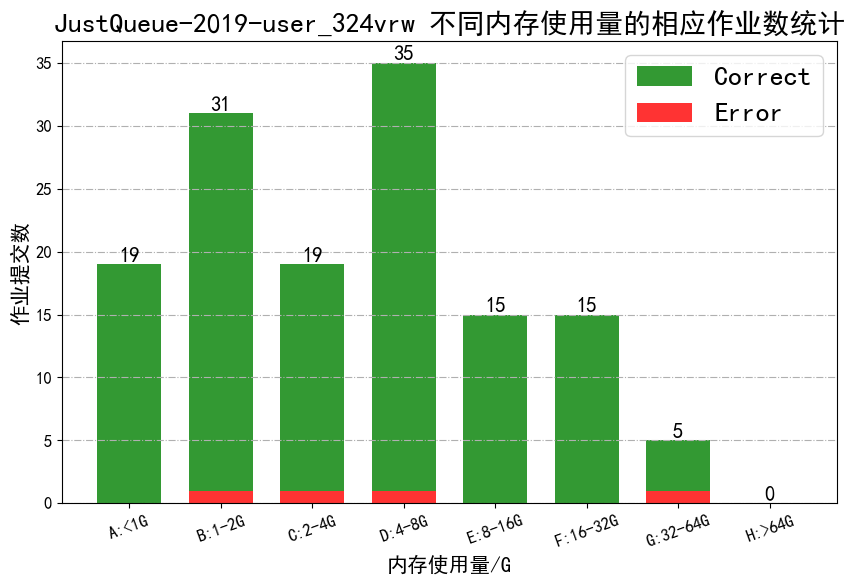 JustQueue-2019-user_324vrw 不同内存使用量的相应作业数统计
Correct
Error
作业提交数
35
30
25
20
15
10
5
0
19
31
19
35
15
15
5
0
A:<1G
B:1-2G
C:2-4G
D:4-8G
E:8-16G
F:16-32G
G:32-64G
H:>64G
内存使用量/G